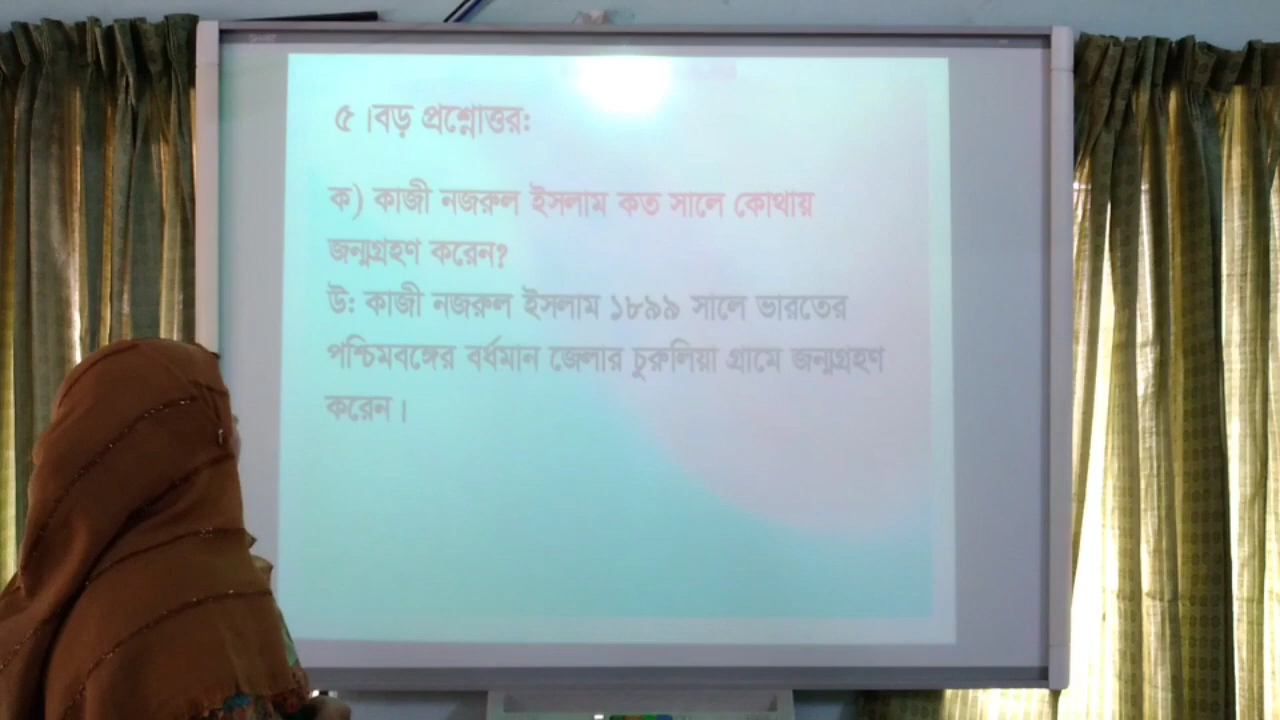 ৫।বড় প্রশ্নোত্তর:
ক) কাজী নজরুল ইসলাম কত সালে কোথায়
জন্মগ্রহণ করেন?
উ: কাজী নজরুল ইসলাম ১৮৯৯ সালে ভারতের
পশ্চিমবঙ্গের বর্ধমান জেলার চুরুলিয়া গ্রামে জন্মগ্রহণ
করেন।